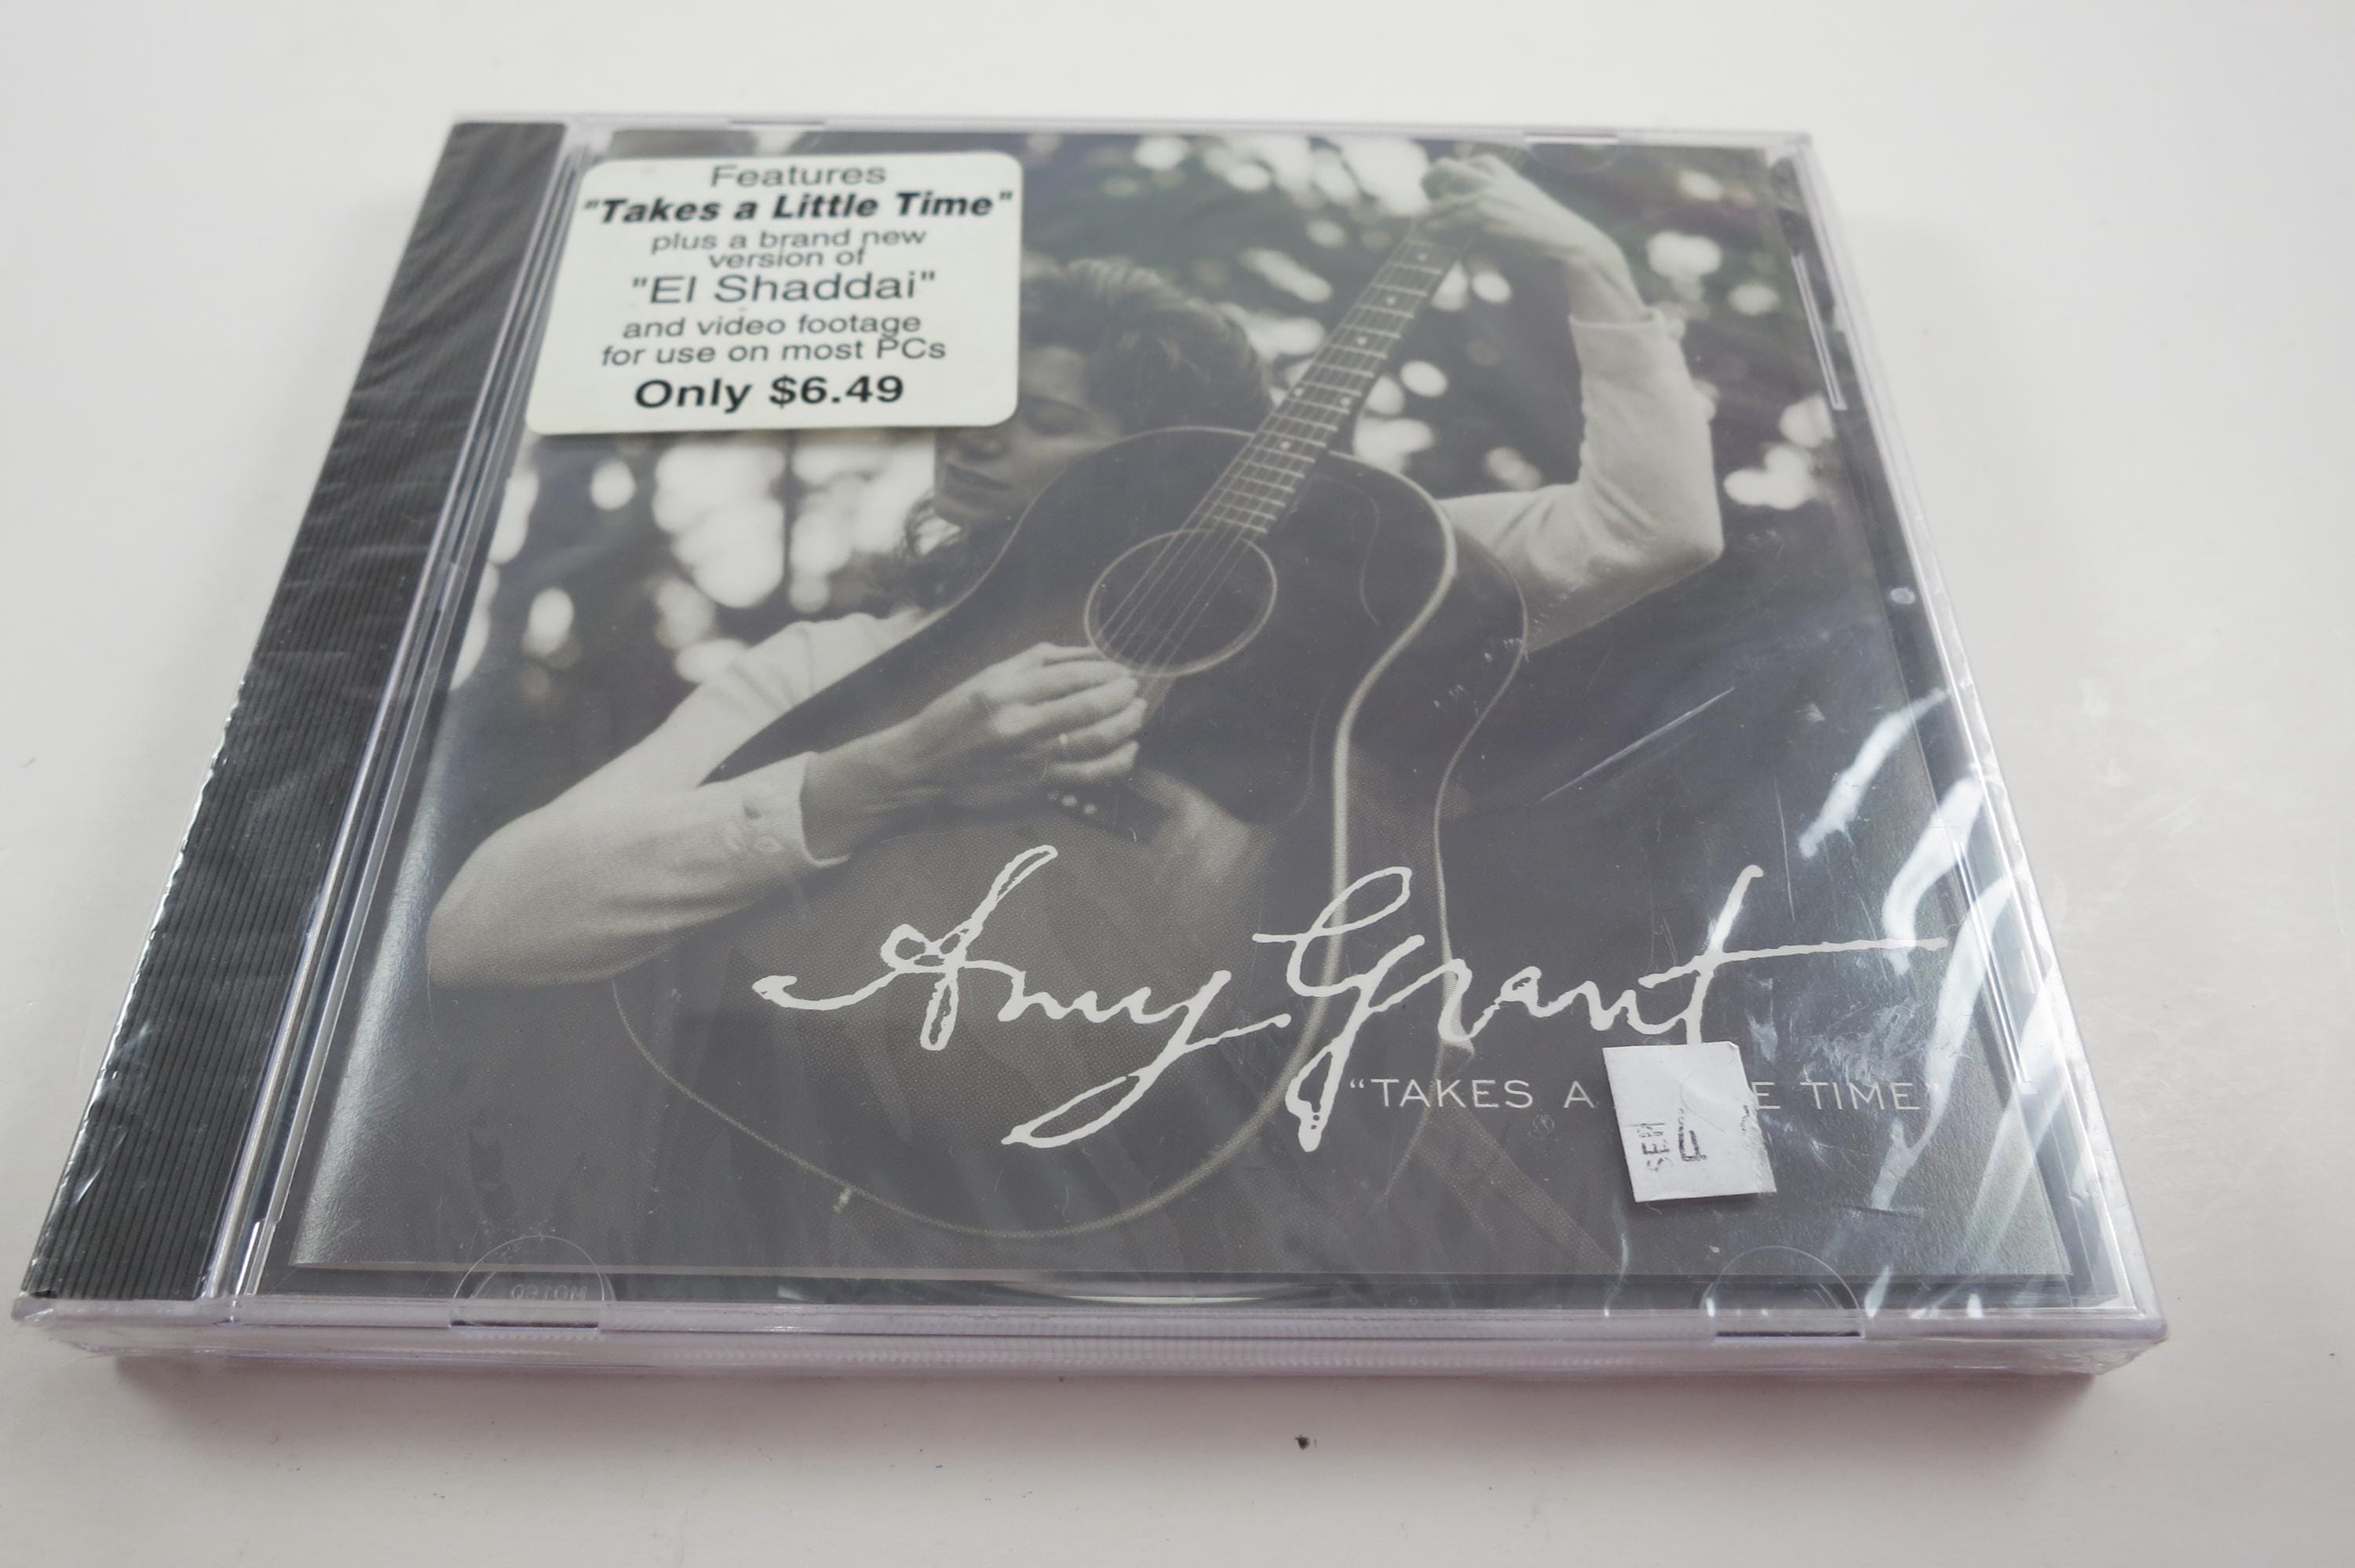 Features
"Takes a Little Time"
plus a brand new
version of
"El Shaddai"
and video footage
for use on most PCs
Only $6.49
Amy Grant
“TAKES A E TIME”